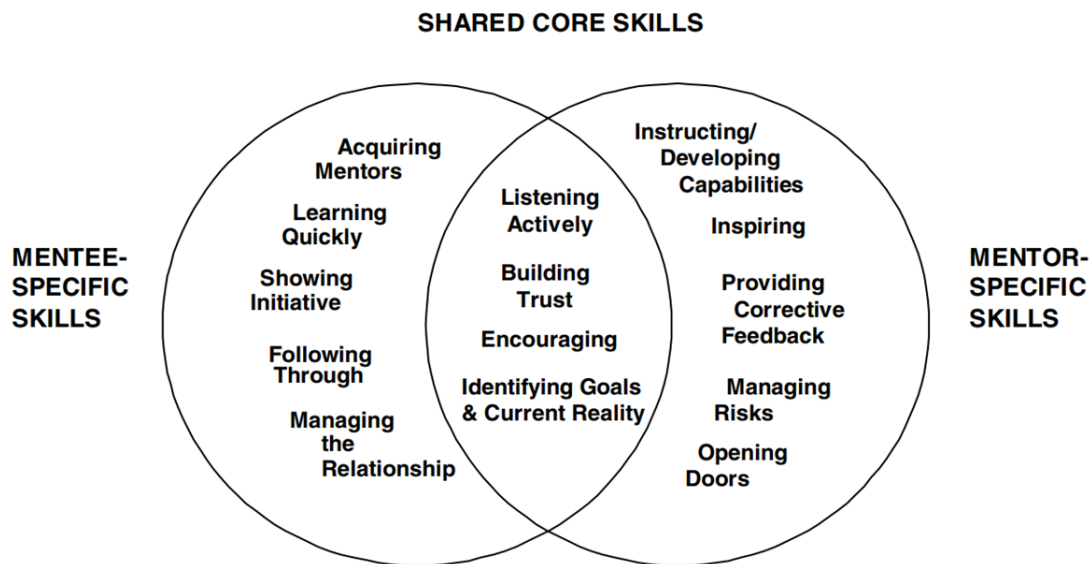 SHARED CORE SKILLS
MENTEE-
SPECIFIC
SKILLS
Acquiring
Mentors
Learning
Quickly
Showing
Initiative
Following
Through
Managing
the
Relationship
Listening
Actively
Building
Trust
Encouraging
Identifying Goals
& Current Reality
Instructing/
Developing
Capabilities
Inspiring
Providing
Corrective
Feedback
Managing
Risks
Opening
Doors
MENTOR-
SPECIFIC
SKILLS